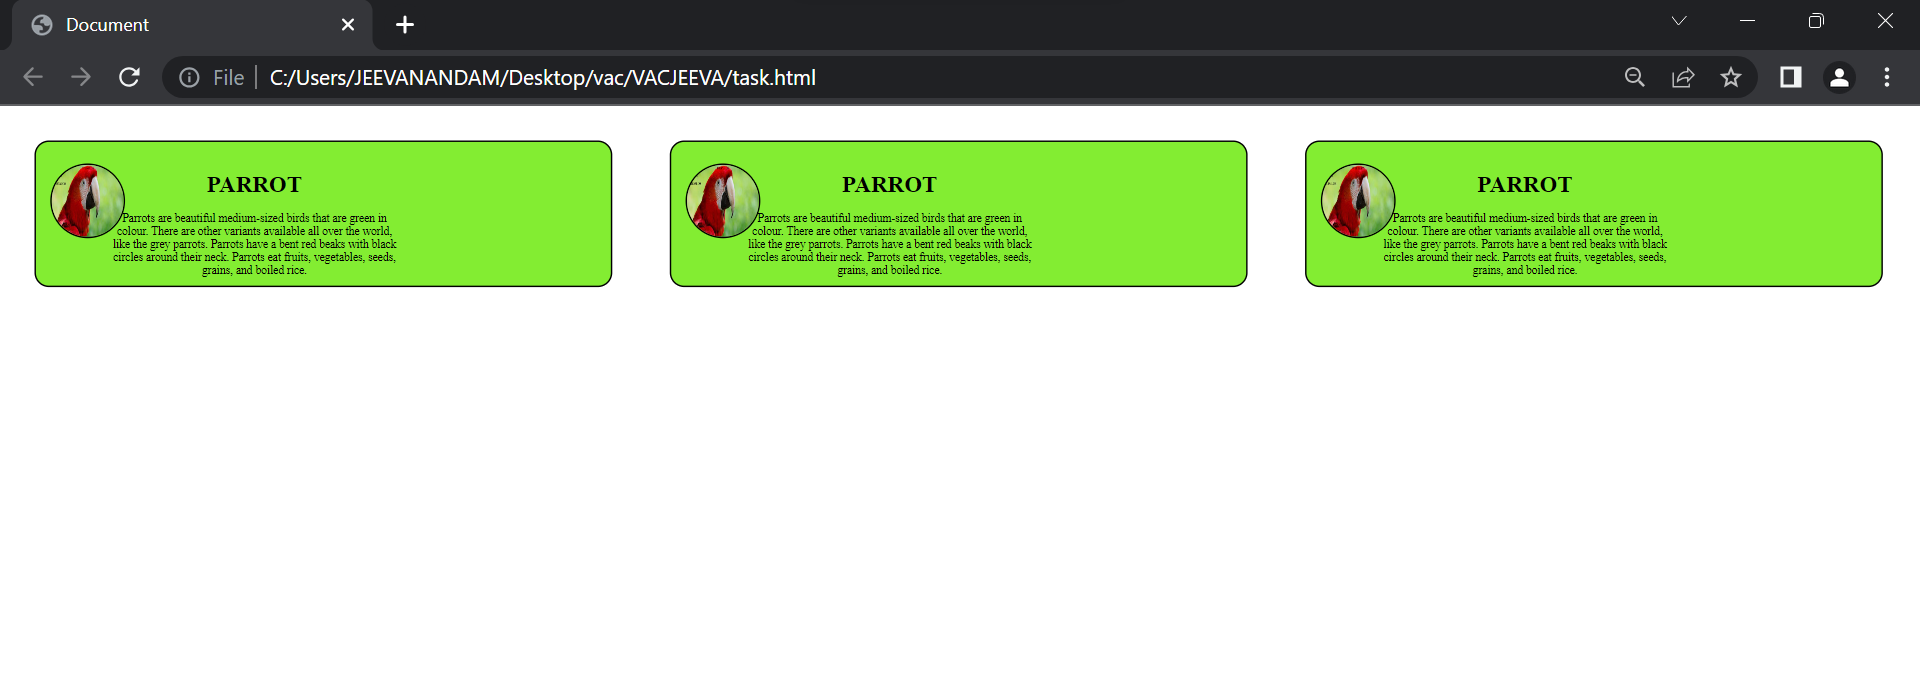 Document
File
C:/Users/JEEVANANDAM/Desktop/vac/VACJEEVA/task.html
PARROT
Parrots are beautiful medium-sized birds that are green in
colour. There are other variants available all over the world,
like the grey parrots. Parrots have a bent red beaks with black
circles around their neck. Parrots eat fruits, vegetables, seeds,
grains, and boiled rice.
PARROT
Parrots are beautiful medium-sized birds that are green in
colour. There are other variants available all over the world,
like the grey parrots. Parrots have a bent red beaks with black
circles around their neck. Parrots eat fruits, vegetables, seeds,
grains, and boiled rice.
PARROT
Parrots are beautiful medium-sized birds that are green in
colour. There are other variants available all over the world,
like the grey parrots. Parrots have a bent red beaks with black
circles around their neck. Parrots eat fruits, vegetables, seeds,
grains, and boiled rice.